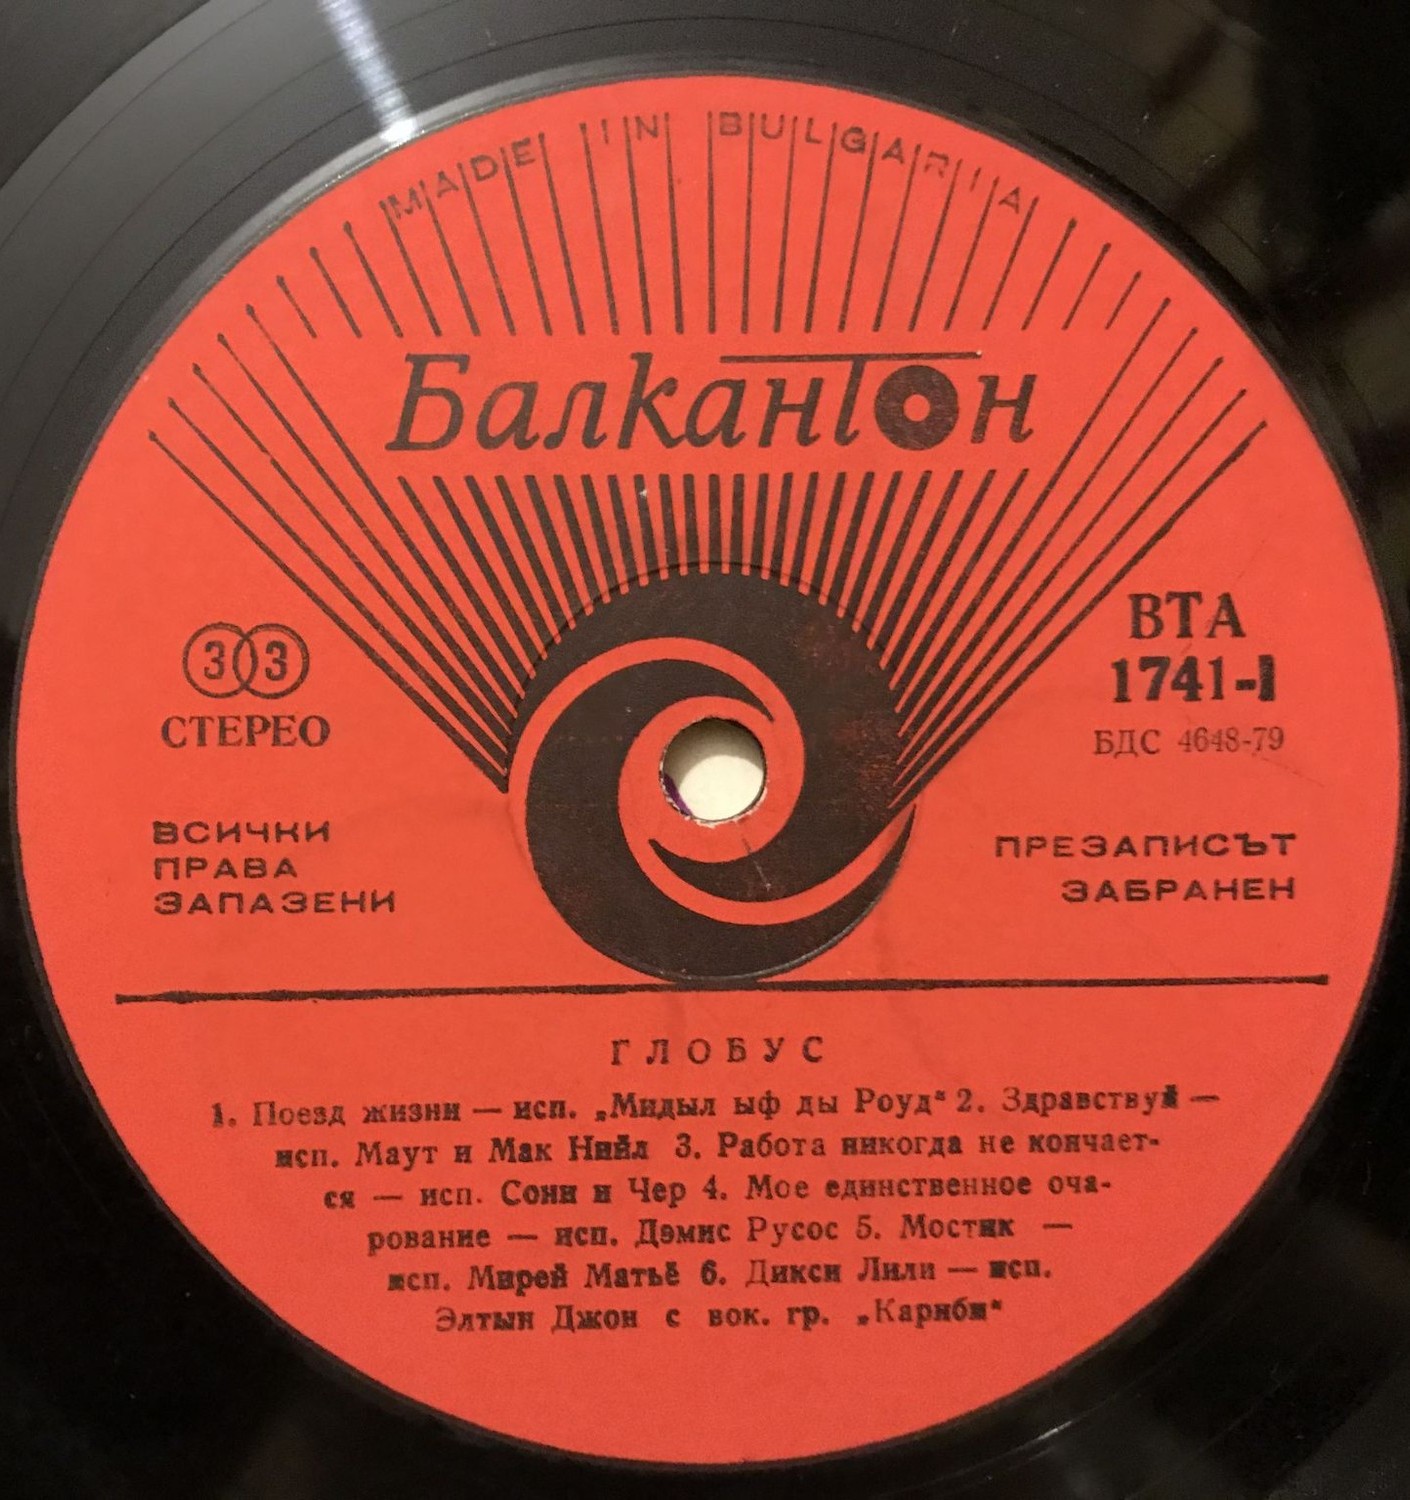 MADE IN BULGARIA
Балкантон
33
СТЕРЕО
ВТА
1741-I
БДС 4648-79
ВСИЧКИ
ПРАВА
ЗАПАЗЕНИ
ПРЕЗАПИСЪТ
ЗАБРАНЕН
ГЛОБУС
1. Поезд жизни — исп. „Мидыл ыф ды Роуд“ 2. Здравствуй —
исп. Маут и Мак Нийл 3. Работа никогда не кончает-
ся — исп. Сони и Чер 4. Мое единственное оча-
рование — исп. Дэмис Русос 5. Мостик —
исп. Мирей Матьё 6. Дикси Лили — исп.
Элтын Джон с вок. гр. „Кариби“